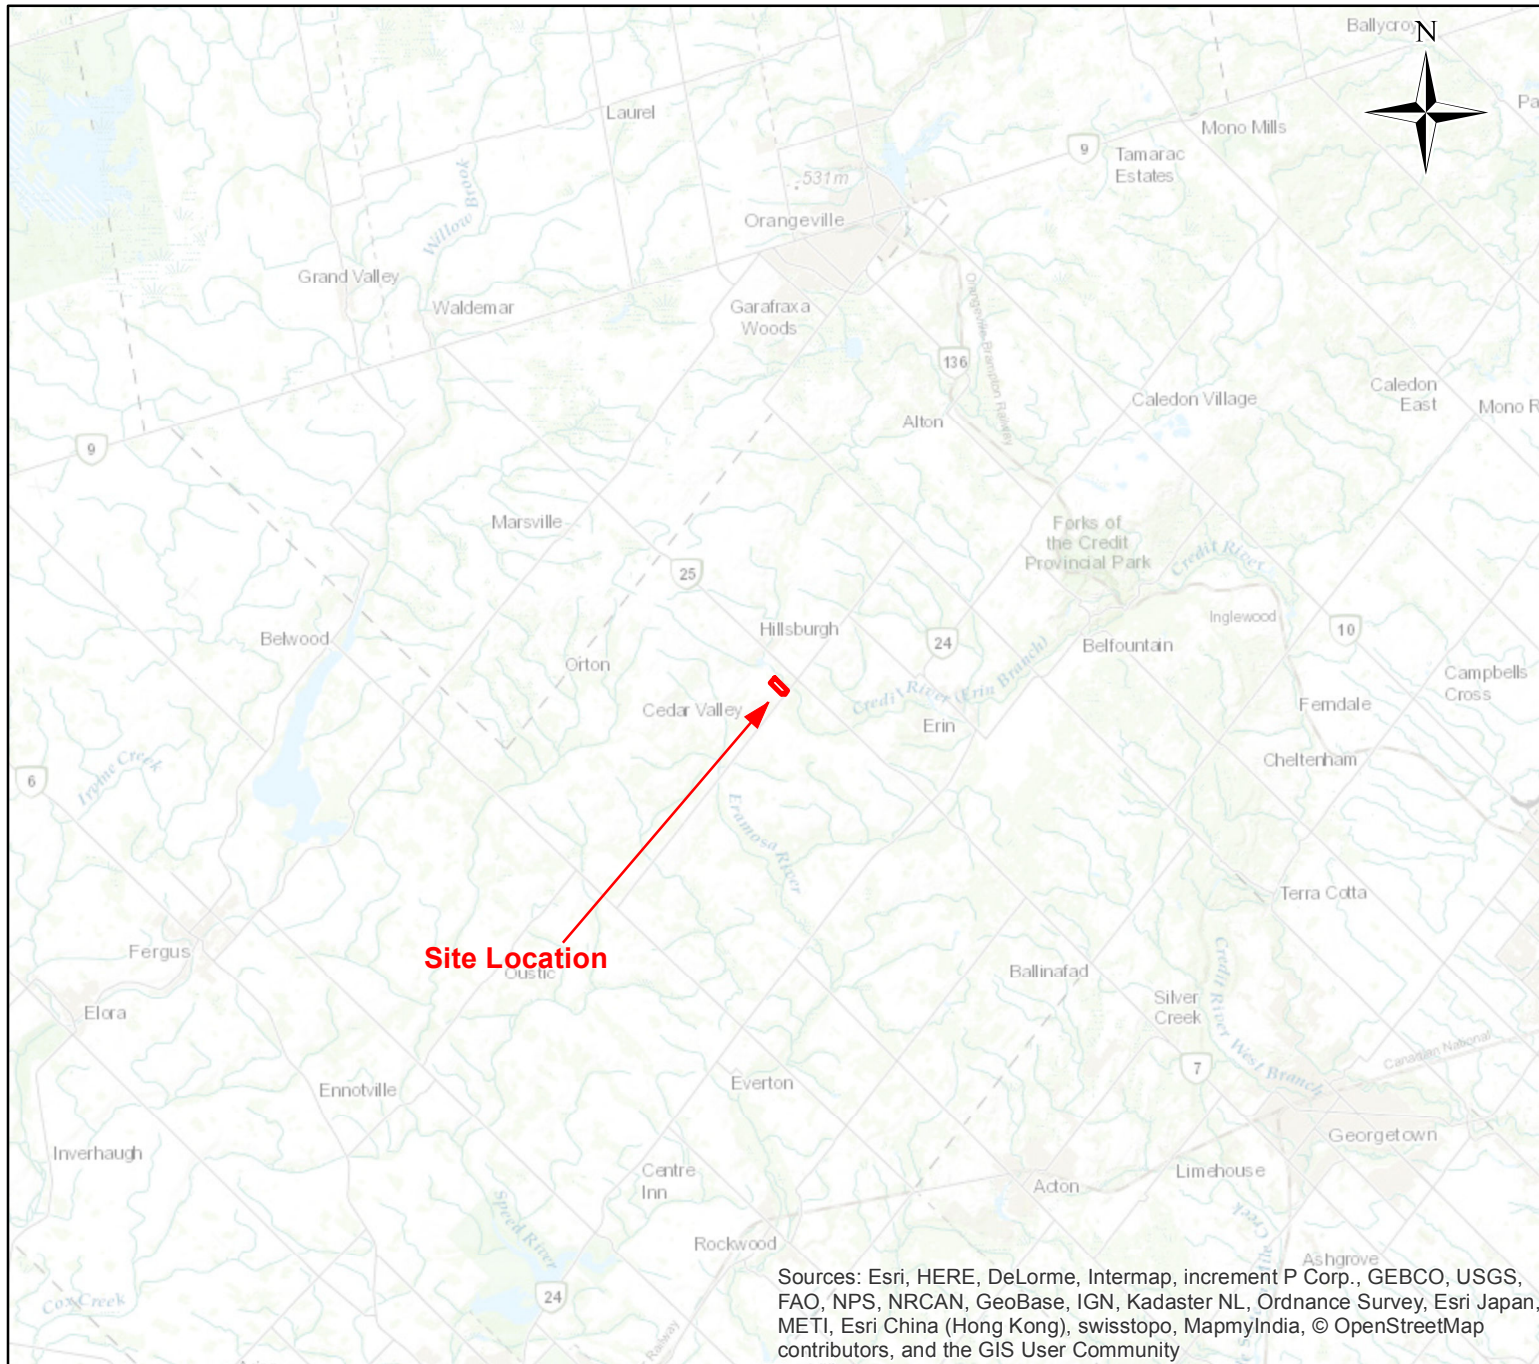 Ballycroy
N
Laurel
Pa
Mono Mills
9
Tamarac
Estates
Willow Brook
531m
Orangeville
Grand Valley
Waldemar
Garafraxa
Woods
Orangeville Brampton Railway
136
Caledon
East
Caledon Village
Mono R
Alton
9
Marsville
Forks of
the Credit
Provincial Park
Credit River
25
Hillsburgh
Inglewood
10
Belwood
24
Belfountain
Orton
Campbells
Cross
Credit River (Erin Branch)
Cedar Valley
Ferndale
Erin
Cheltenham
6
Irvine Creek
Eramosa River
Terra Cotta
Fergus
Site Location
Oustic
Ballinafad
Elora
Silver
Creek
Credit River West Branch
Canadian National
7
Ennotville
Everton
Georgetown
Inverhaugh
Centre
Inn
Limehouse
Acton
Speed River
Rockwood
Ashgrove
Mile Creek
24
Cox Creek
Railway
Sources: Esri, HERE, DeLorme, Intermap, increment P Corp., GEBCO, USGS,
FAO, NPS, NRCAN, GeoBase, IGN, Kadaster NL, Ordnance Survey, Esri Japan,
METI, Esri China (Hong Kong), swisstopo, MapmyIndia, © OpenStreetMap
contributors, and the GIS User Community